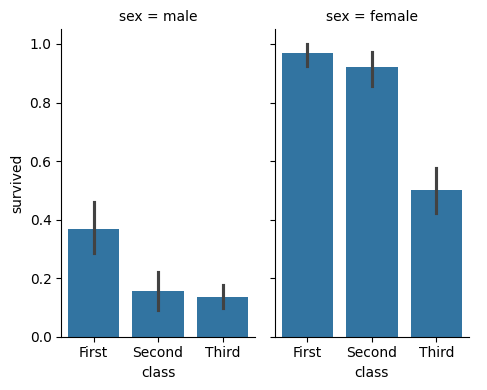 sex = male
sex = female
survived
1.0
0.8
0.6
0.4
0.2
0.0
First Second Third
First Second Third
class
class